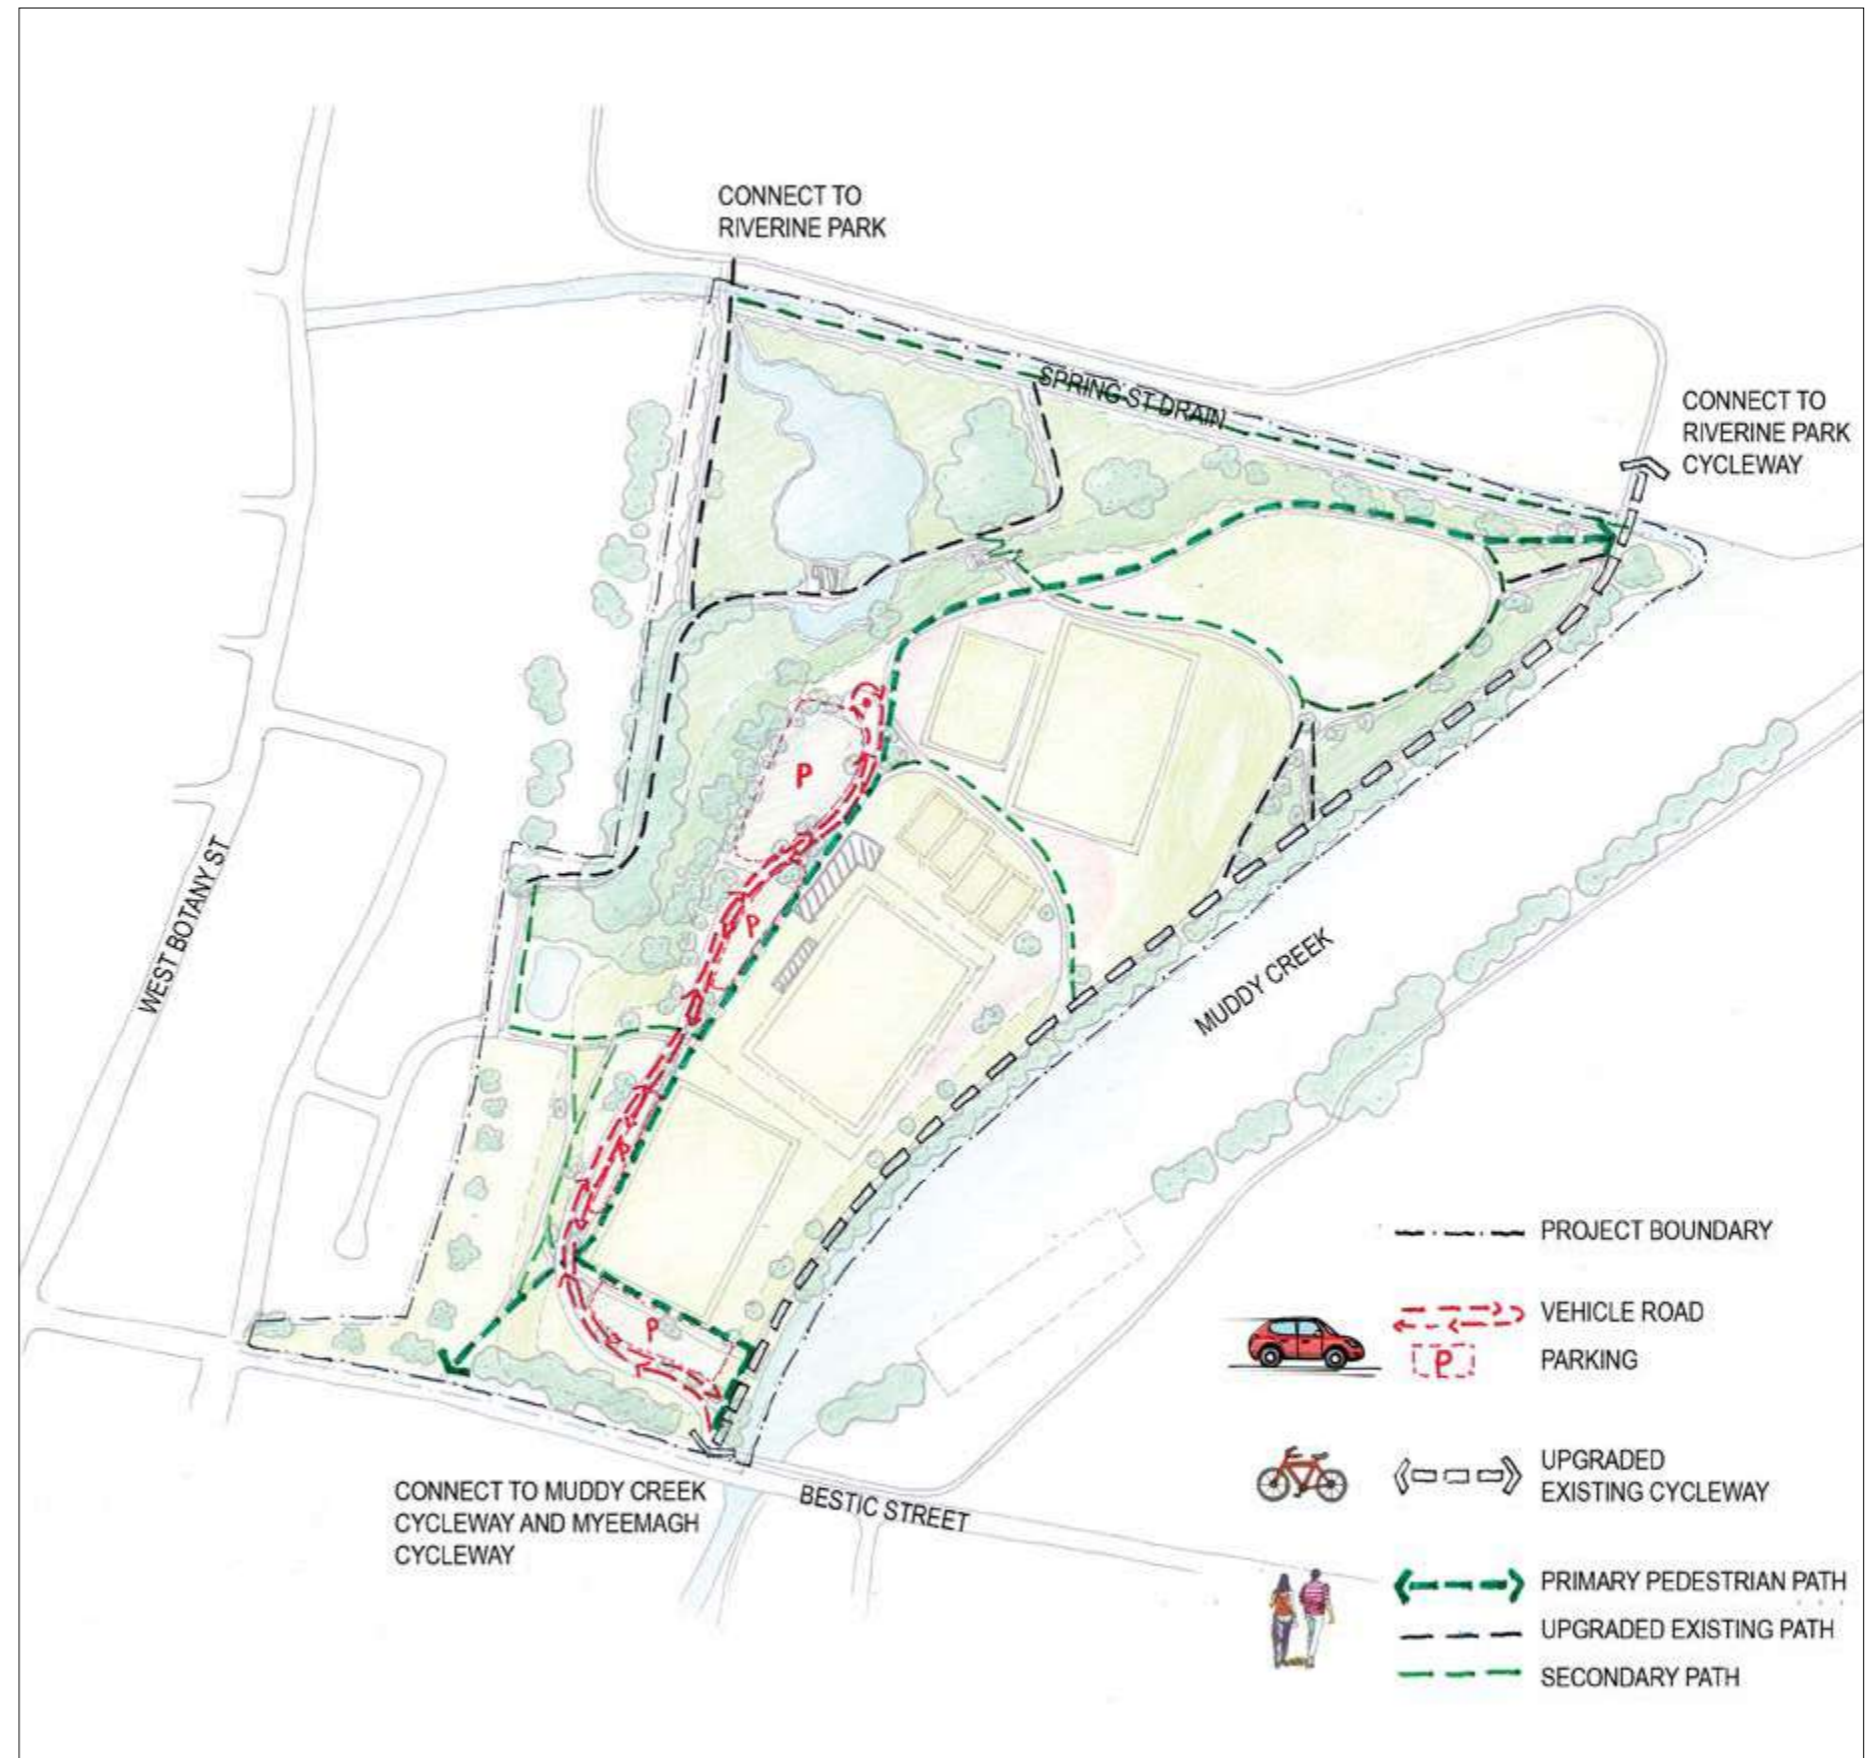 CONNECT TO
RIVERINE PARK
SPRING ST DRAIN
CONNECT TO
RIVERINE PARK
CYCLEWAY
P
P
WEST BOTANY ST
MUDDY CREEK
P
P
CONNECT TO MUDDY CREEK
CYCLEWAY AND MYEEMAGH
CYCLEWAY
BESTIC STREET
PROJECT BOUNDARY
VEHICLE ROAD
P
PARKING
UPGRADED
EXISTING CYCLEWAY
PRIMARY PEDESTRIAN PATH
UPGRADED EXISTING PATH
SECONDARY PATH